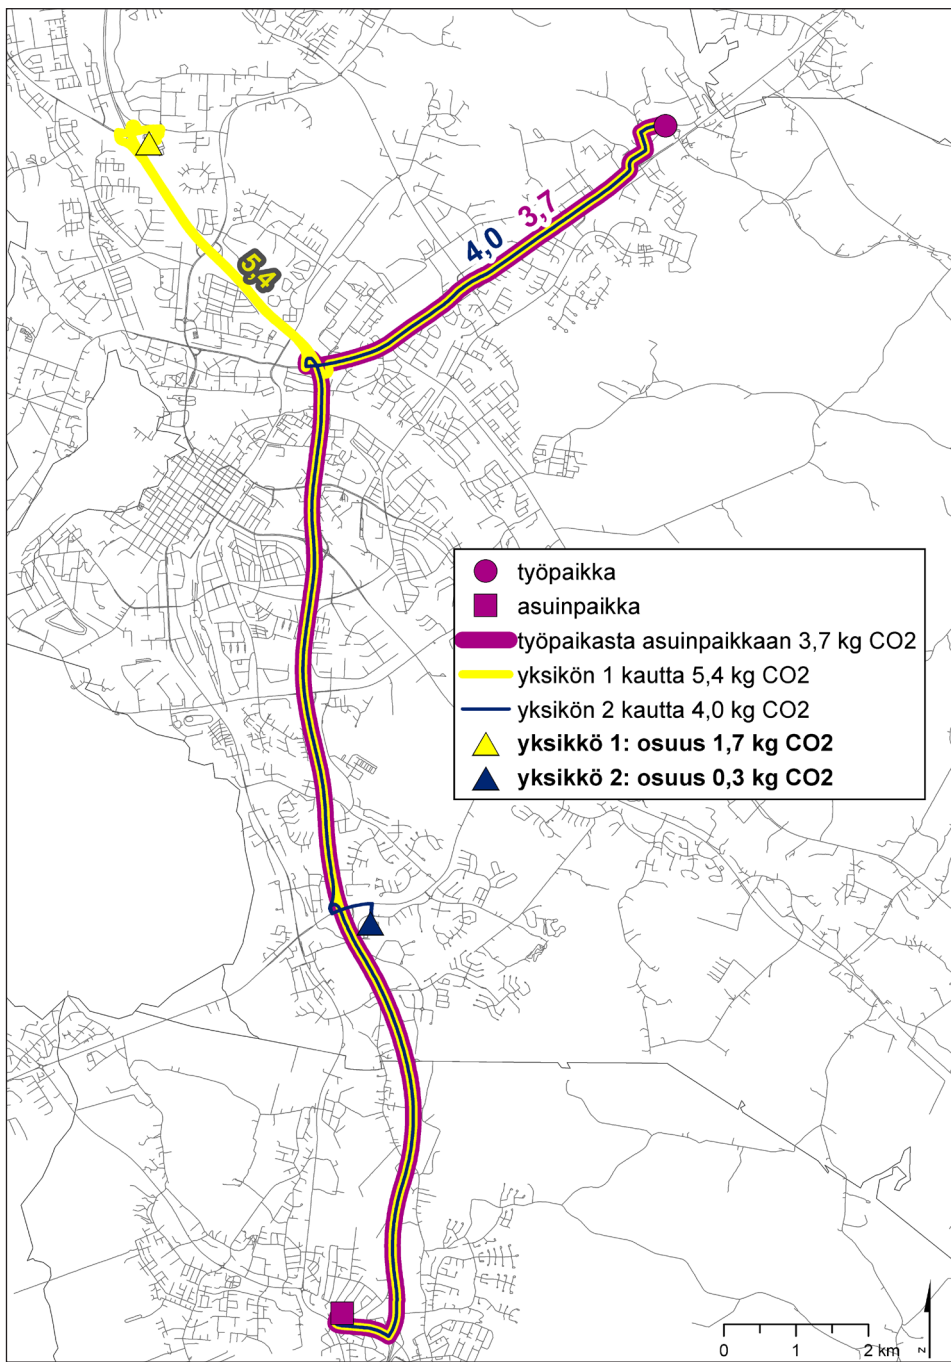 3,7
4,0
5,4
työpaikka
asuinpaikka
työpaikasta asuinpaikkaan 3,7 kg CO2
yksikön 1 kautta 5,4 kg CO2
yksikön 2 kautta 4,0 kg CO2
yksikkö 1: osuus 1,7 kg CO2
yksikkö 2: osuus 0,3 kg CO2
0 1 2 km
N